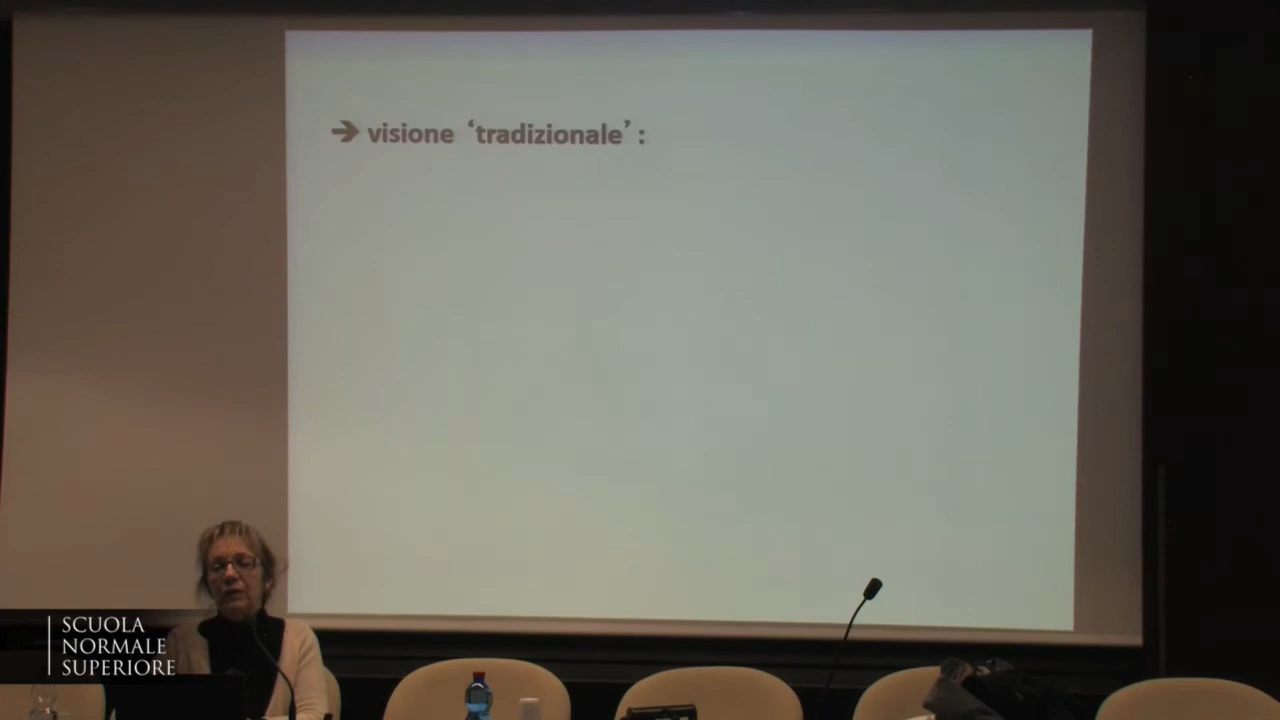 ➔ visione ‘tradizionale’ :
SCUOLA
NORMALE
SUPERIORE